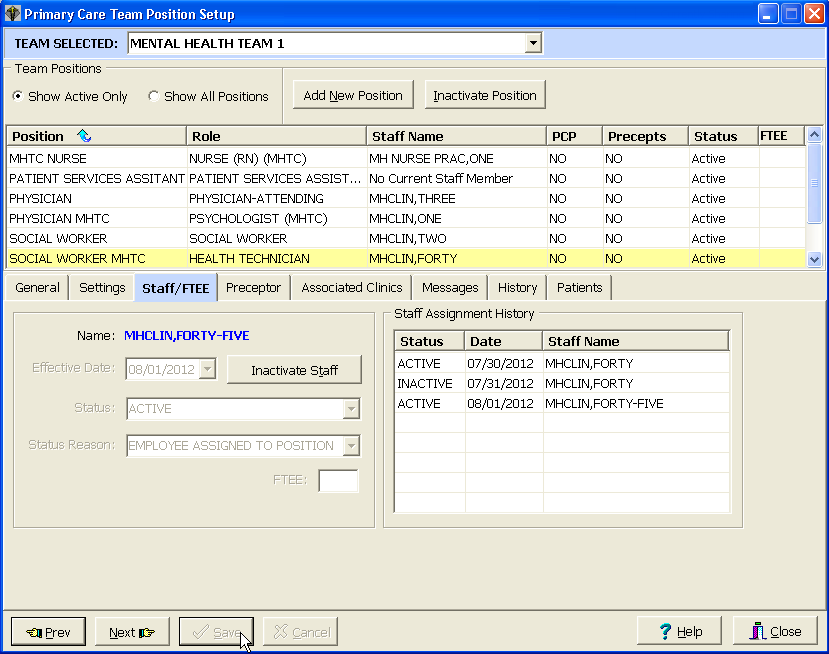 Primary Care Team Position Setup
TEAM SELECTED: MENTAL HEALTH TEAM 1
Team Positions
Show Active Only Show All Positions Add New Position Inactivate Position
Position Role Staff Name PCP Precepts Status FTEE
MHTC NURSE NURSE (RN) (MHTC) MH NURSE PRAC,ONE NO NO Active
PATIENT SERVICES ASSITANT PATIENT SERVICES ASSIST... No Current Staff Member NO NO Active
PHYSICIAN PHYSICIAN-ATTENDING MHCLIN,THREE NO NO Active
PHYSICIAN MHTC PSYCHOLOGIST (MHTC) MHCLIN,ONE NO NO Active
SOCIAL WORKER SOCIAL WORKER MHCLIN,TWO NO NO Active
SOCIAL WORKER MHTC HEALTH TECHNICIAN MHCLIN,FORTY NO NO Active
General Settings Staff/FTEE Preceptor Associated Clinics Messages History Patients
Name: MHCLIN,FORTY-FIVE
Effective Date: 08/01/2012 Inactivate Staff
Status: ACTIVE
Status Reason: EMPLOYEE ASSIGNED TO POSITION
FTEE:
Staff Assignment History
Status Date Staff Name
ACTIVE 07/30/2012 MHCLIN,FORTY
INACTIVE 07/31/2012 MHCLIN,FORTY
ACTIVE 08/01/2012 MHCLIN,FORTY-FIVE
Prev Next Save Cancel Help Close